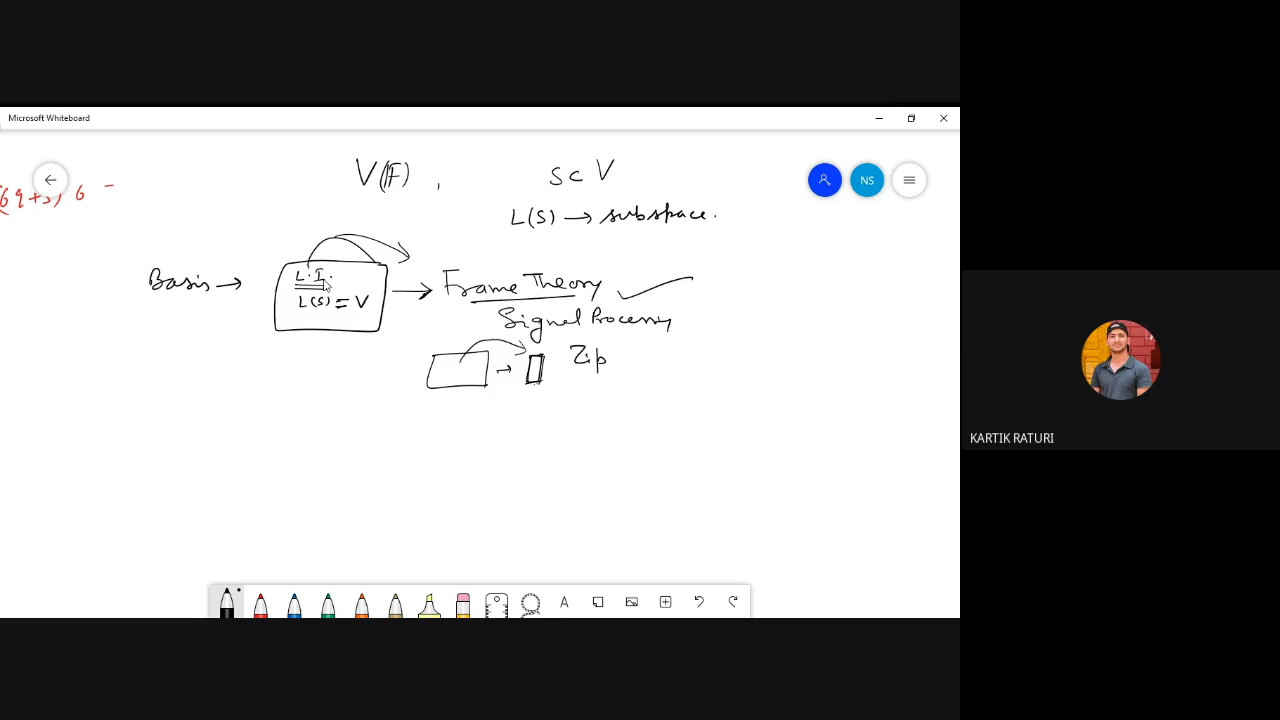 Microsoft Whiteboard
V(F), S ⊂ V
NS
L(S) → subspace.
Basis → L.I. → Frame Theory
L(S) = V
Signal Processing
→ Zip
KARTIK RATURI
A